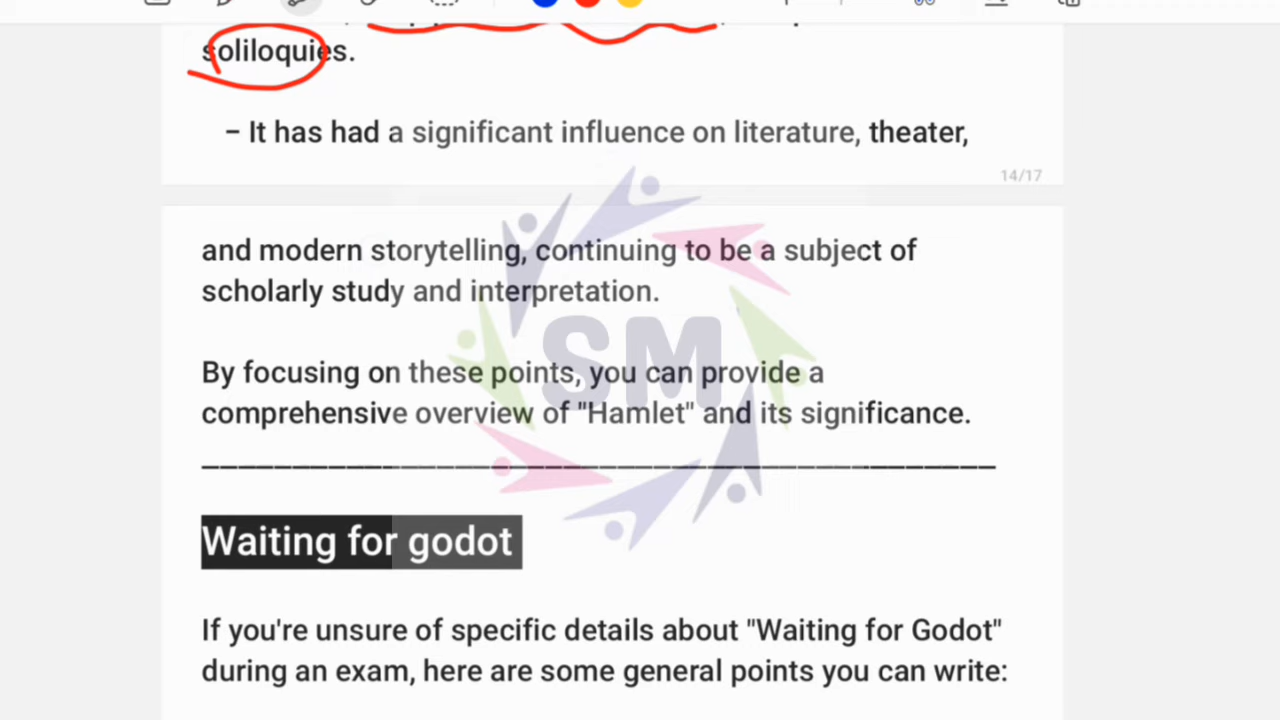 soliloquies.
– It has had a significant influence on literature, theater,
14/17
and modern storytelling, continuing to be a subject of
scholarly study and interpretation.
SM
By focusing on these points, you can provide a
comprehensive overview of "Hamlet" and its significance.
Waiting for godot
If you're unsure of specific details about "Waiting for Godot"
during an exam, here are some general points you can write: